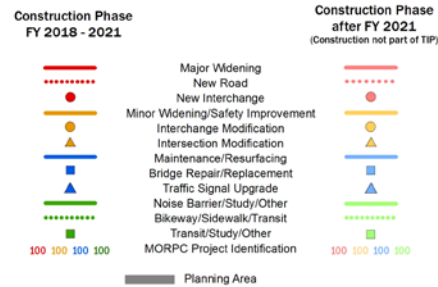 Construction Phase
FY 2018 - 2021
Construction Phase
after FY 2021
(Construction not part of TIP)
Major Widening
New Road
New Interchange
Minor Widening/Safety Improvement
Interchange Modification
Intersection Modification
Maintenance/Resurfacing
Bridge Repair/Replacement
Traffic Signal Upgrade
Noise Barrier/Study/Other
Bikeway/Sidewalk/Transit
Transit/Study/Other
100 100 100 100 MORPC Project Identification 100 100 100 100
Planning Area